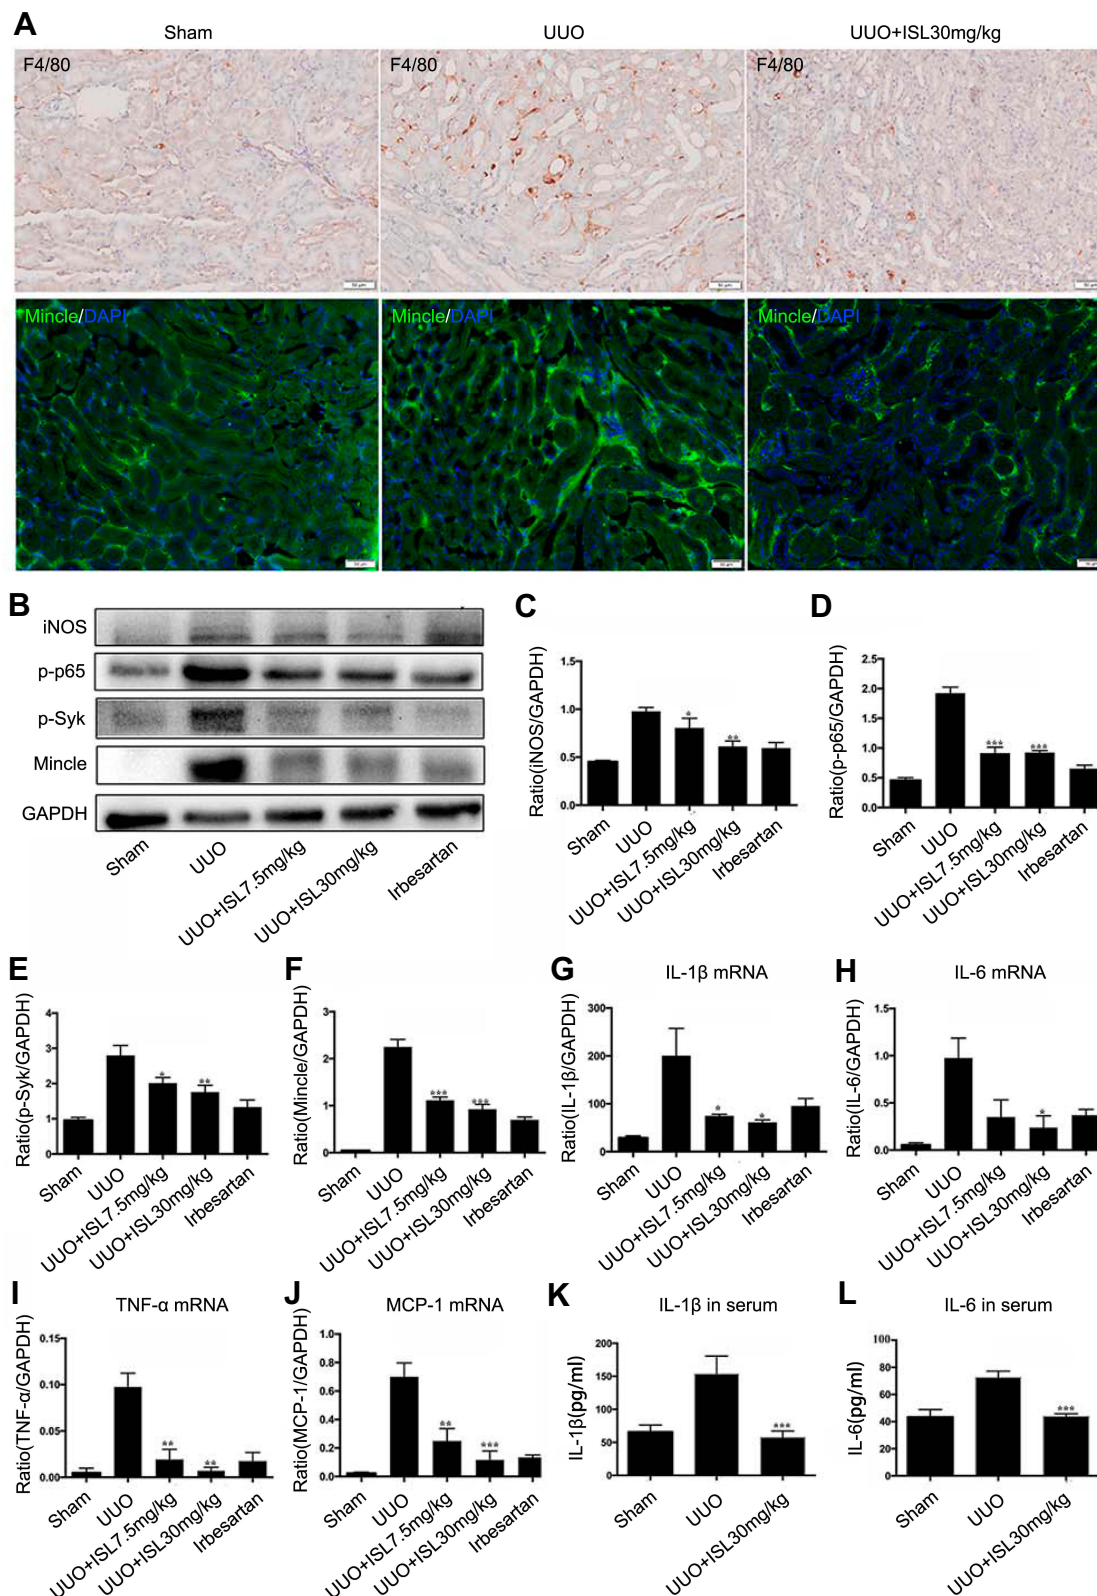 A
Sham UUO UUO+ISL30mg/kg
F4/80 F4/80 F4/80
50 μm 50 μm
Mincle/DAPI Mincle/DAPI Mincle/DAPI
50 μm 50 μm
B
iNOS
p-p65
p-Syk
Mincle
GAPDH
Sham UUO UUO+ISL7.5mg/kg UUO+ISL30mg/kg Irbesartan
C
Ratio(iNOS/GAPDH)
1.5
1.0
0.5
0.0
* **
Sham UUO UUO+ISL7.5mg/kg UUO+ISL30mg/kg Irbesartan
D
Ratio(p-p65/GAPDH)
2.5
2.0
1.5
1.0
0.5
0.0
*** ***
Sham UUO UUO+ISL7.5mg/kg UUO+ISL30mg/kg Irbesartan
E
Ratio(p-Syk/GAPDH)
4
3
2
1
0
* **
Sham UUO UUO+ISL7.5mg/kg UUO+ISL30mg/kg Irbesartan
F
Ratio(Mincle/GAPDH)
3
2
1
0
*** ***
Sham UUO UUO+ISL7.5mg/kg UUO+ISL30mg/kg Irbesartan
G
IL-1β mRNA
Ratio(IL-1β/GAPDH)
300
200
100
0
* *
Sham UUO UUO+ISL7.5mg/kg UUO+ISL30mg/kg Irbesartan
H
IL-6 mRNA
Ratio(IL-6/GAPDH)
1.5
1.0
0.5
0.0
*
Sham UUO UUO+ISL7.5mg/kg UUO+ISL30mg/kg Irbesartan
I
TNF-α mRNA
Ratio(TNF-α/GAPDH)
0.15
0.10
0.05
0.00
** **
Sham UUO UUO+ISL7.5mg/kg UUO+ISL30mg/kg Irbesartan
J
MCP-1 mRNA
Ratio(MCP-1/GAPDH)
1.0
0.8
0.6
0.4
0.2
0.0
** ***
Sham UUO UUO+ISL7.5mg/kg UUO+ISL30mg/kg Irbesartan
K
IL-1β in serum
IL-1β(pg/ml)
200
150
100
50
0
***
Sham UUO UUO+ISL30mg/kg
L
IL-6 in serum
IL-6(pg/ml)
100
80
60
40
20
0
***
Sham UUO UUO+ISL30mg/kg